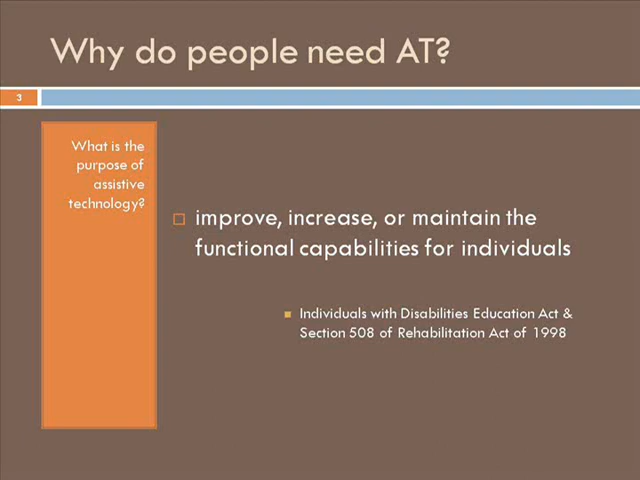 Why do people need AT?
3
What is the
purpose of
assistive
technology?
improve, increase, or maintain the
functional capabilities for individuals
Individuals with Disabilities Education Act &
Section 508 of Rehabilitation Act of 1998